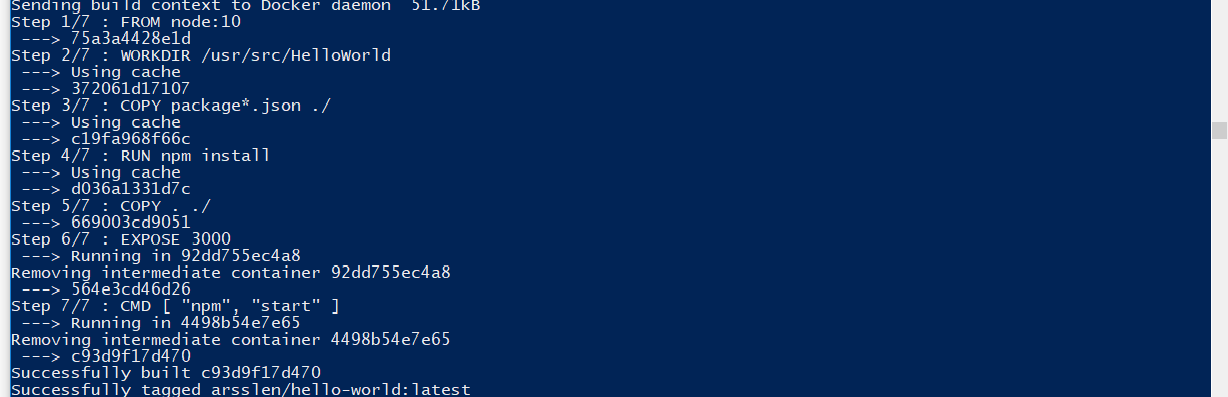 Sending build context to Docker daemon  51.71kB
Step 1/7 : FROM node:10
 ---> 75a3a4428e1d
Step 2/7 : WORKDIR /usr/src/HelloWorld
 ---> Using cache
 ---> 372061d17107
Step 3/7 : COPY package*.json ./
 ---> Using cache
 ---> c19fa968f66c
Step 4/7 : RUN npm install
 ---> Using cache
 ---> d036a1331d7c
Step 5/7 : COPY . ./
 ---> 669003cd9051
Step 6/7 : EXPOSE 3000
 ---> Running in 92dd755ec4a8
Removing intermediate container 92dd755ec4a8
 ---> 564e3cd46d26
Step 7/7 : CMD [ "npm", "start" ]
 ---> Running in 4498b54e7e65
Removing intermediate container 4498b54e7e65
 ---> c93d9f17d470
Successfully built c93d9f17d470
Successfully tagged arsslen/hello-world:latest